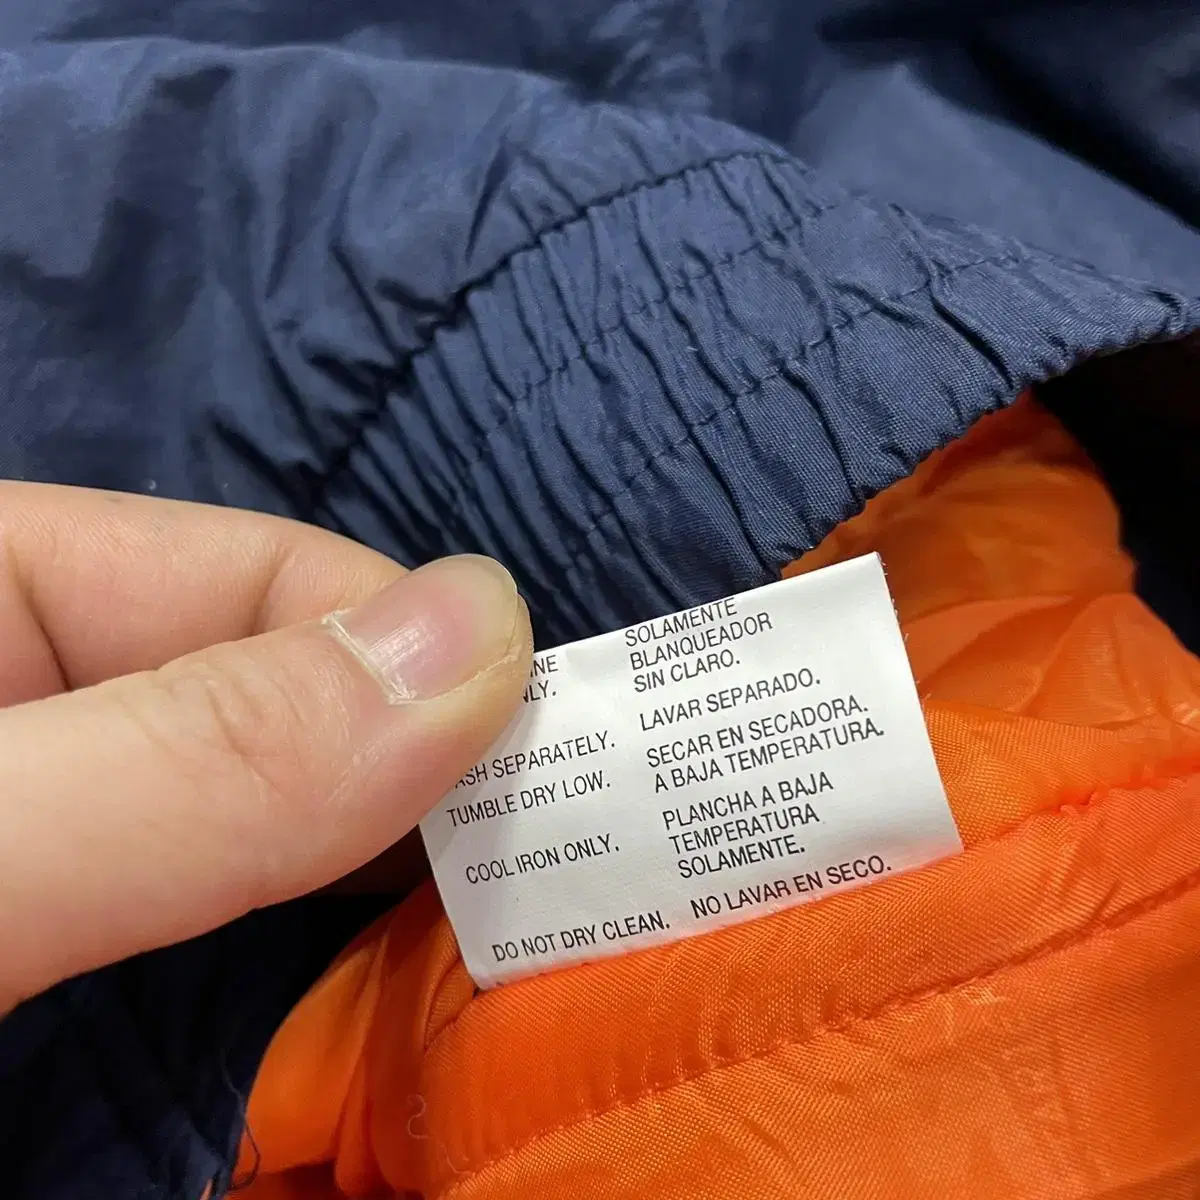 SOLAMENTE
BLANQUEADOR
SIN CLARO.
SEPARATELY.
LAVAR SEPARADO.
TUMBLE DRY LOW.
SECAR EN SECADORA.
A BAJA TEMPERATURA.
COOL IRON ONLY.
PLANCHA A BAJA
TEMPERATURA
SOLAMENTE.
DO NOT DRY CLEAN.
NO LAVAR EN SECO.